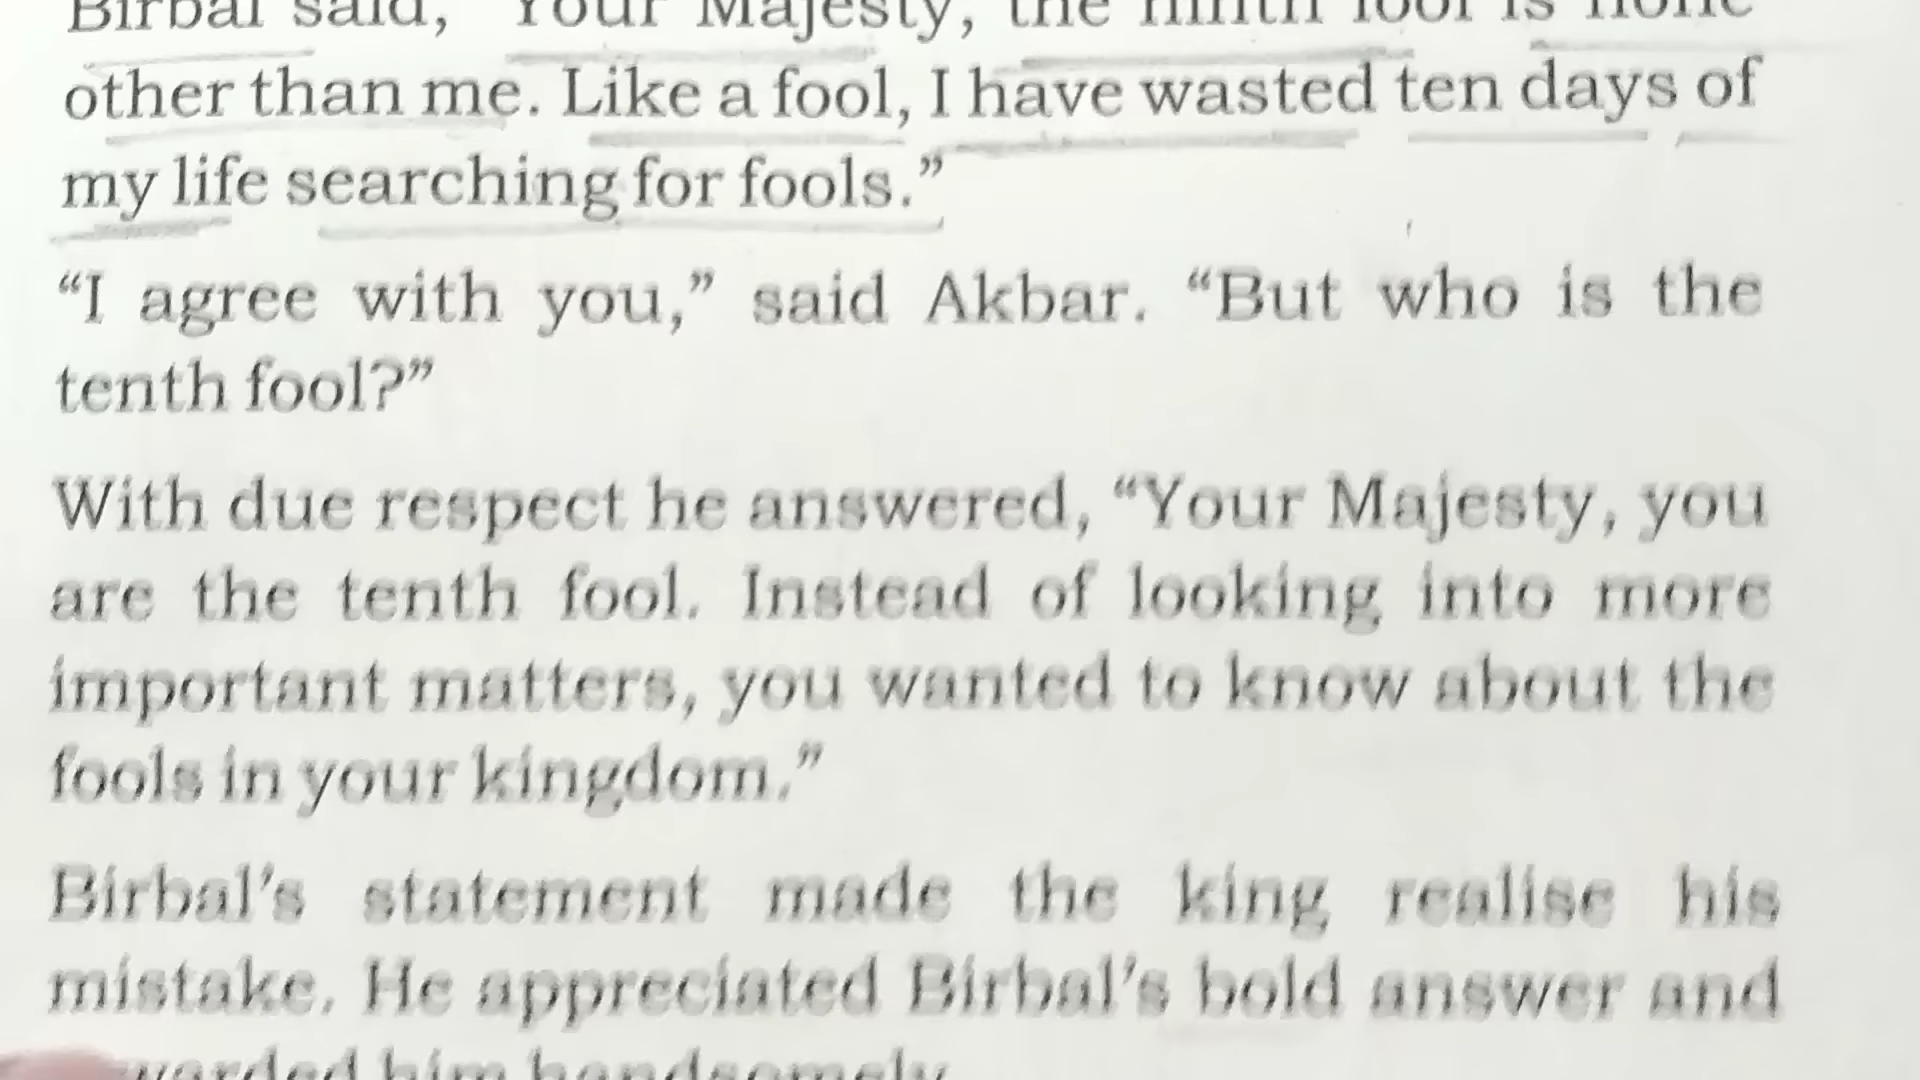 Birbal said, "Your Majesty, the ninth fool is none
other than me. Like a fool, I have wasted ten days of
my life searching for fools.”
“I agree with you,” said Akbar. “But who is the
tenth fool?”
With due respect he answered, “Your Majesty, you
are the tenth fool. Instead of looking into more
important matters, you wanted to know about the
fools in your kingdom.”
Birbal’s statement made the king realise his
mistake. He appreciated Birbal’s bold answer and
him handsomely